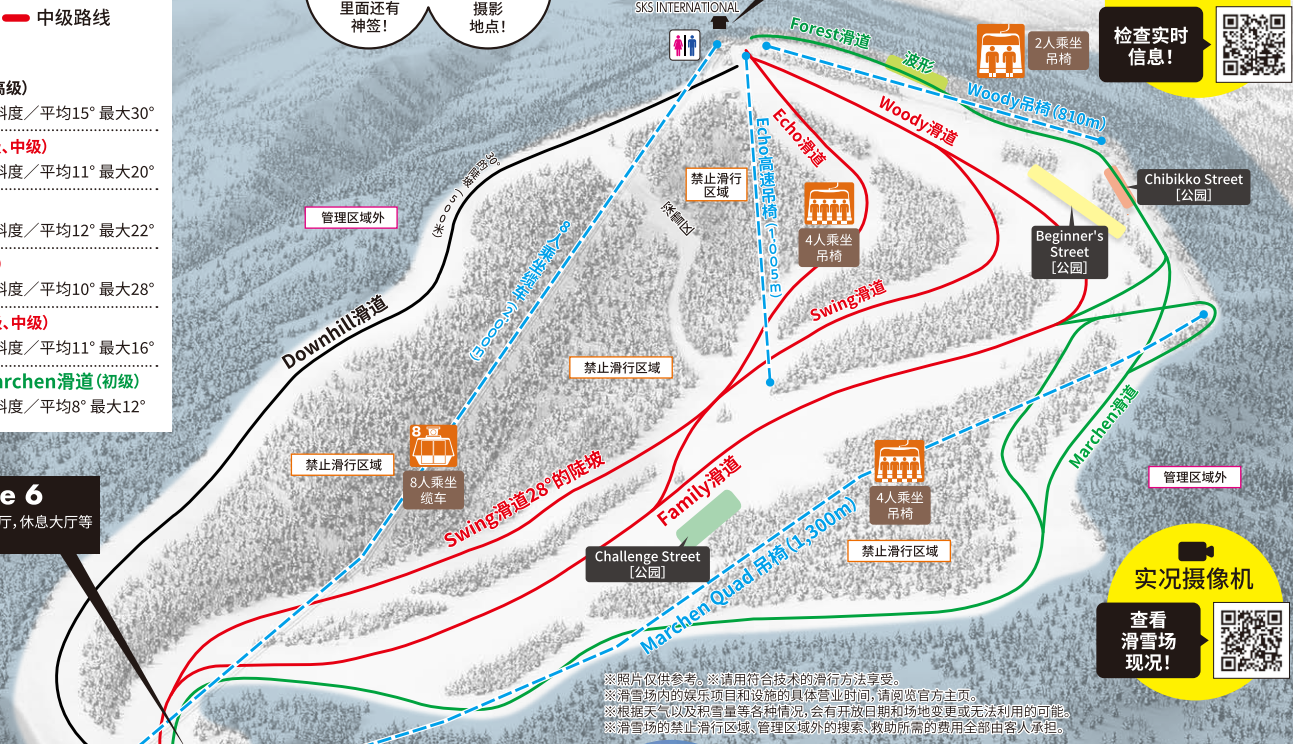 中级路线
里面还有
神签！
摄影
地点！
SKS INTERNATIONAL
检查实时
信息！
2人乘坐
吊椅
高级）
斜度／平均15° 最大30°
、中级）
斜度／平均11° 最大20°
斜度／平均12° 最大22°
）
斜度／平均10° 最大28°
、中级）
斜度／平均11° 最大16°
archen滑道（初级）
斜度／平均8° 最大12°
Forest滑道
波形
Woody吊椅（810m）
Woody滑道
Echo滑道
Echo高速吊椅（1,005m）
30°的陡坡（500米）
禁止滑行
区域
深雪区
管理区域外
4人乘坐
吊椅
Chibikko Street
［公园］
Beginner's
Street
［公园］
8人乘坐缆车（2,000m）
Swing滑道
Downhill滑道
禁止滑行区域
Marchen滑道
8
禁止滑行区域
8人乘坐
缆车
Swing滑道28°的陡坡
Family滑道
4人乘坐
吊椅
管理区域外
e 6
厅，休息大厅等
Challenge Street
［公园］
Marchen Quad 吊椅（1,300m）
禁止滑行区域
实况摄像机
查看
滑雪场
现况！
※照片仅供参考。※请用符合技术的滑行方法享受。
※滑雪场内的娱乐项目和设施的具体营业时间，请阅览官方主页。
※根据天气以及积雪量等各种情况，会有开放日期和场地变更或无法利用的可能。
※滑雪场的禁止滑行区域、管理区域外的搜索、救助所需的费用全部由客人承担。